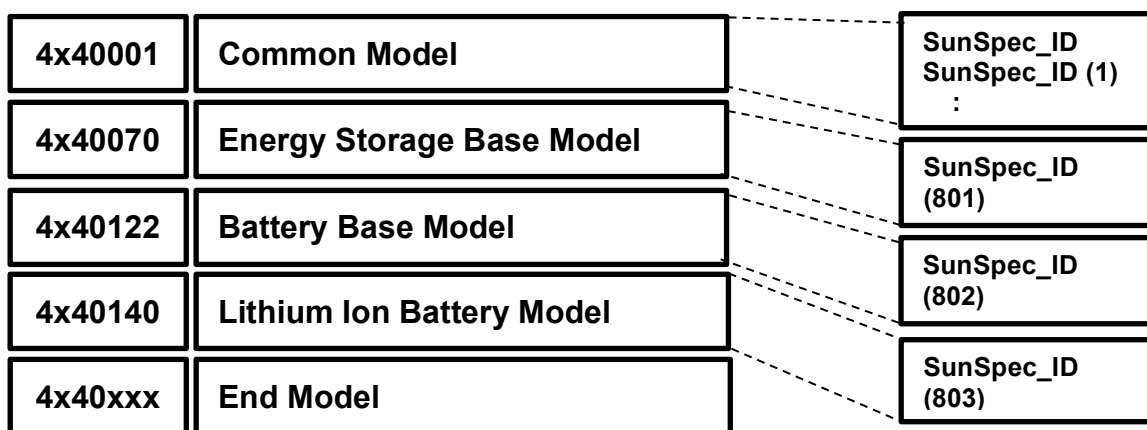 4x40001 Common Model
SunSpec_ID
SunSpec_ID (1)
:
4x40070 Energy Storage Base Model
SunSpec_ID
(801)
4x40122 Battery Base Model
SunSpec_ID
(802)
4x40140 Lithium Ion Battery Model
SunSpec_ID
(803)
4x40xxx End Model